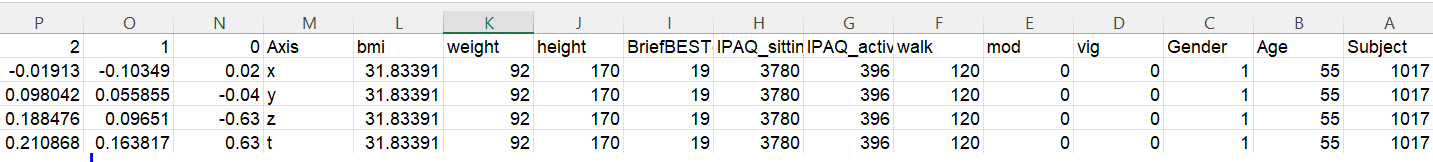 P O N M L K J I H G F E D C B A
2 1 0 Axis bmi weight height BriefBEST IPAQ_sittin IPAQ_activ walk mod vig Gender Age Subject
-0.01913 -0.10349 0.02 x 31.83391 92 170 19 3780 396 120 0 0 1 55 1017
0.098042 0.055855 -0.04 y 31.83391 92 170 19 3780 396 120 0 0 1 55 1017
0.188476 0.09651 -0.63 z 31.83391 92 170 19 3780 396 120 0 0 1 55 1017
0.210868 0.163817 0.63 t 31.83391 92 170 19 3780 396 120 0 0 1 55 1017